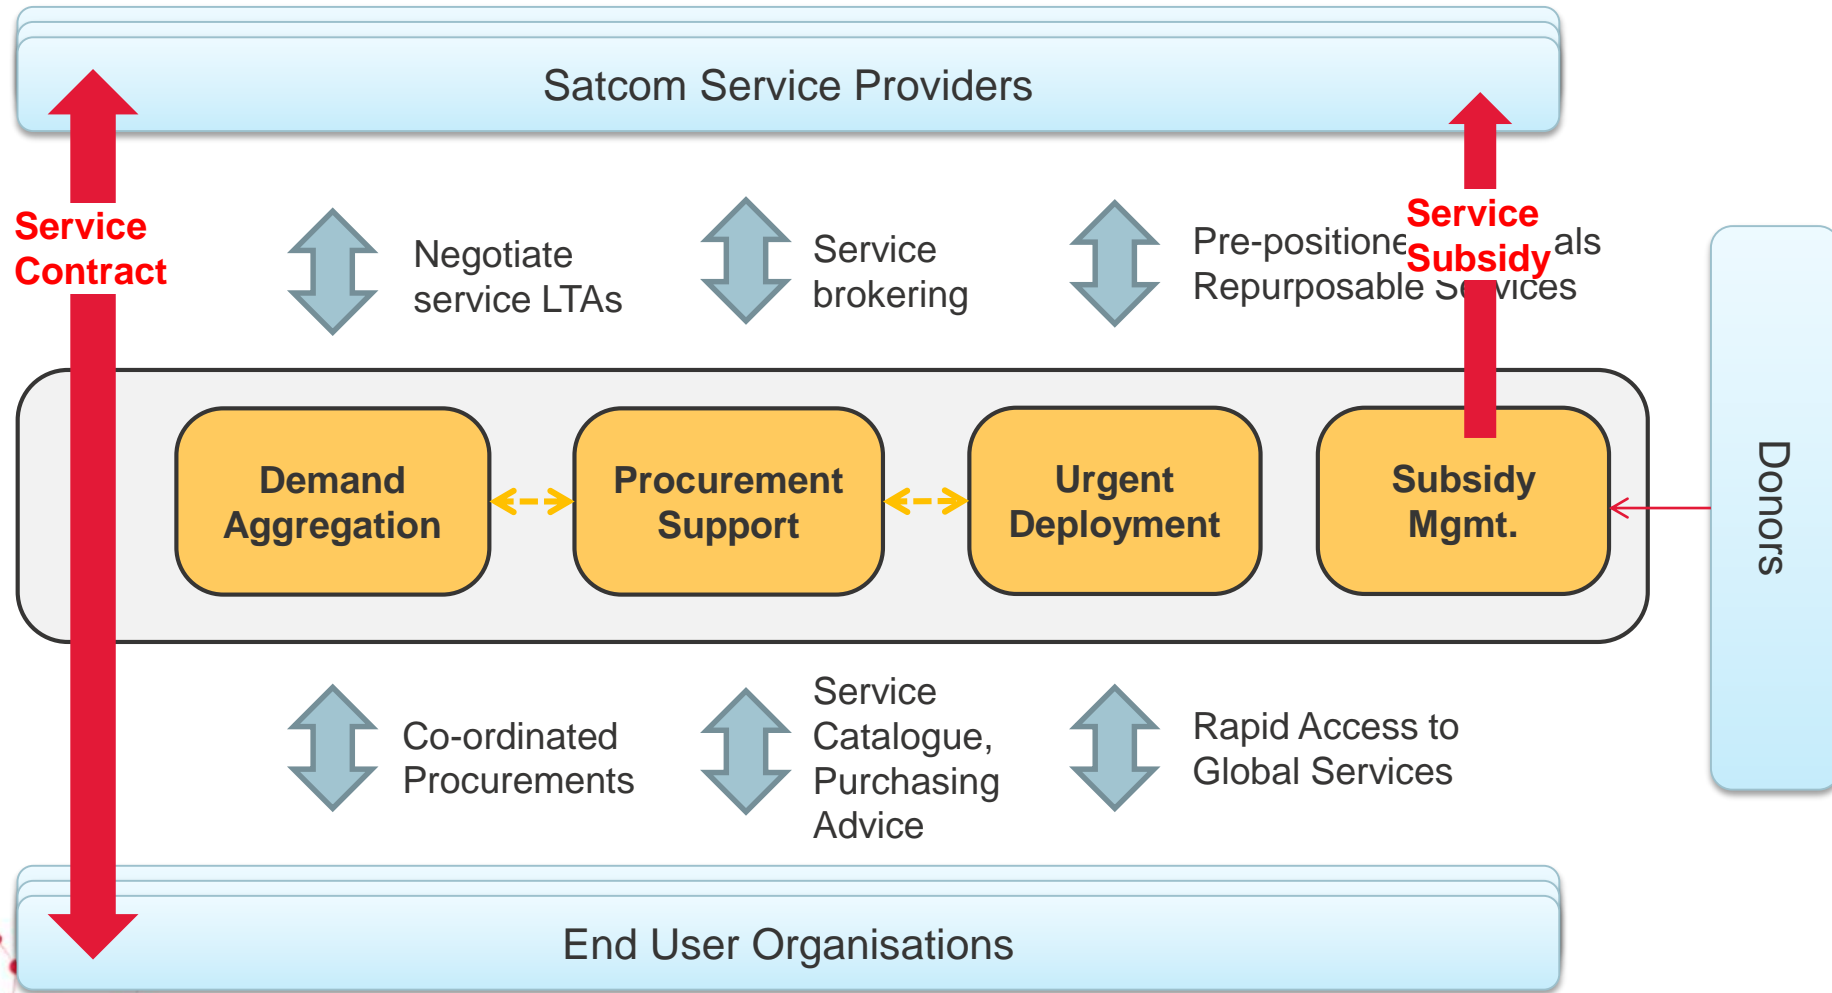 Satcom Service Providers
Service
Contract
Negotiate
service LTAs
Service
brokering
Pre-positione als
Repurposable Services
Service
Subsidy
Demand
Aggregation
Procurement
Support
Urgent
Deployment
Subsidy
Mgmt.
Donors
Co-ordinated
Procurements
Service
Catalogue,
Purchasing
Advice
Rapid Access to
Global Services
End User Organisations